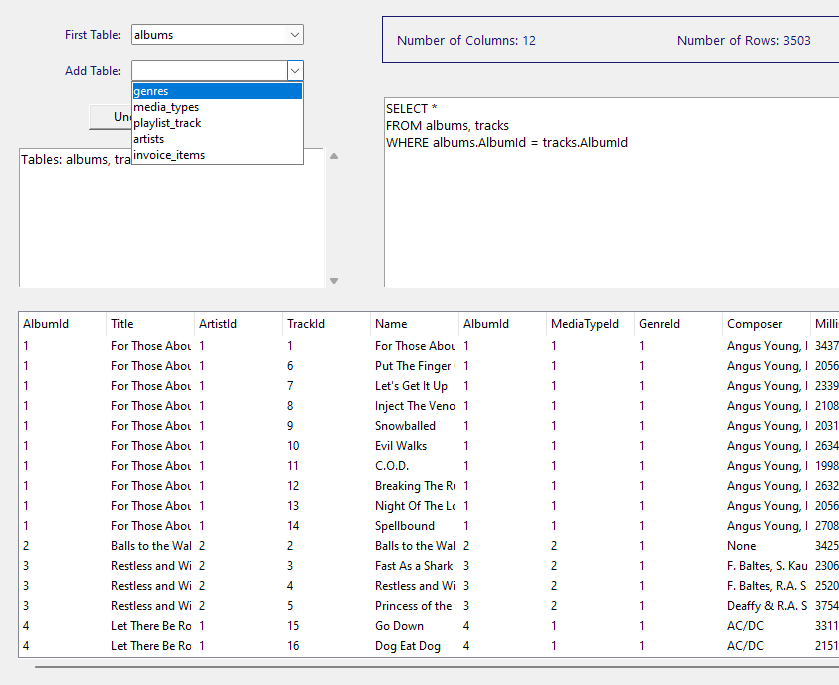 First Table: albums
Number of Columns: 12 Number of Rows: 3503
Add Table:
genres
media_types
playlist_track
artists
invoice_items
Tables: albums,
SELECT *
FROM albums, tracks
WHERE albums.AlbumId = tracks.AlbumId
AlbumId Title ArtistId TrackId Name AlbumId MediaTypeId GenreId Composer Milli
1 For Those Abou 1 1 For Those Abou 1 1 1 Angus Young, 3437
1 For Those Abou 1 6 Put The Finger 1 1 1 Angus Young, 2056
1 For Those Abou 1 7 Let's Get It Up 1 1 1 Angus Young, 2339
1 For Those Abou 1 8 Inject The Veno 1 1 1 Angus Young, 2108
1 For Those Abou 1 9 Snowballed 1 1 1 Angus Young, 2031
1 For Those Abou 1 10 Evil Walks 1 1 1 Angus Young, 2634
1 For Those Abou 1 11 C.O.D. 1 1 1 Angus Young, 1998
1 For Those Abou 1 12 Breaking The 1 1 1 Angus Young, 2632
1 For Those Abou 1 13 Night Of The 1 1 1 Angus Young, 2056
1 For Those Abou 1 14 Spellbound 1 1 1 Angus Young, 2708
2 Balls to the Wal 2 2 Balls to the Wal 2 2 1 None 3425
3 Restless and Wi 2 3 Fast As a Shark 3 2 1 F. Baltes, S. Kau 2306
3 Restless and Wi 2 4 Restless and Wi 3 2 1 F. Baltes, R.A. S 2520
3 Restless and Wi 2 5 Princess of the 3 2 1 Deaffy & R.A. S 3754
4 Let There Be Ro 1 15 Go Down 4 1 1 AC/DC 3311
4 Let There Be Ro 1 16 Dog Eat Dog 4 1 1 AC/DC 2151